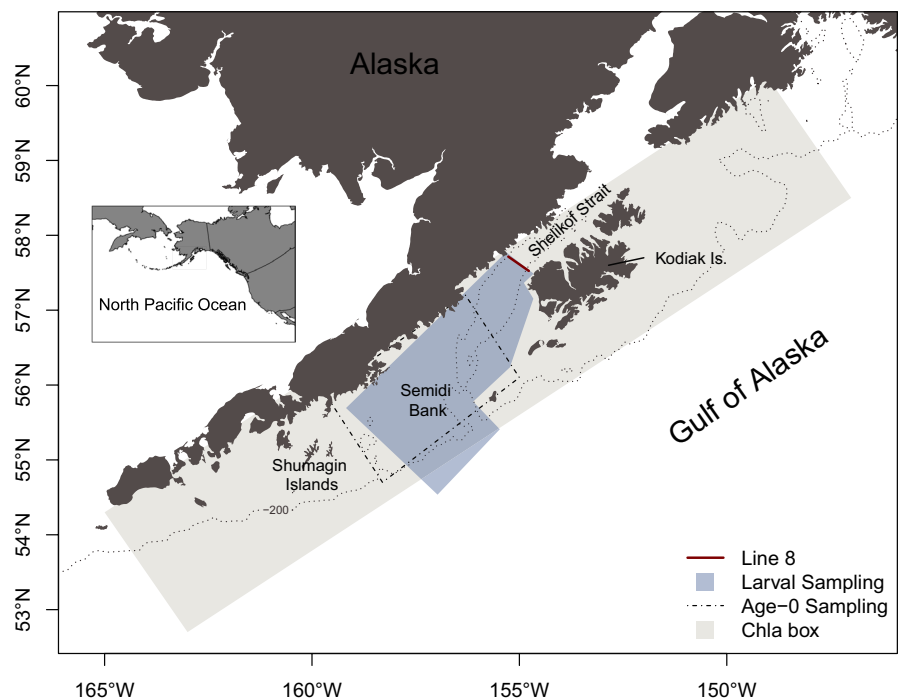 Alaska
60°N
59°N
58°N
57°N
56°N
55°N
54°N
53°N
Shelikof Strait
Kodiak Is.
North Pacific Ocean
Semidi
Bank
Gulf of Alaska
Shumagin
Islands
−200
Line 8
Larval Sampling
Age−0 Sampling
Chla box
165°W
160°W
155°W
150°W